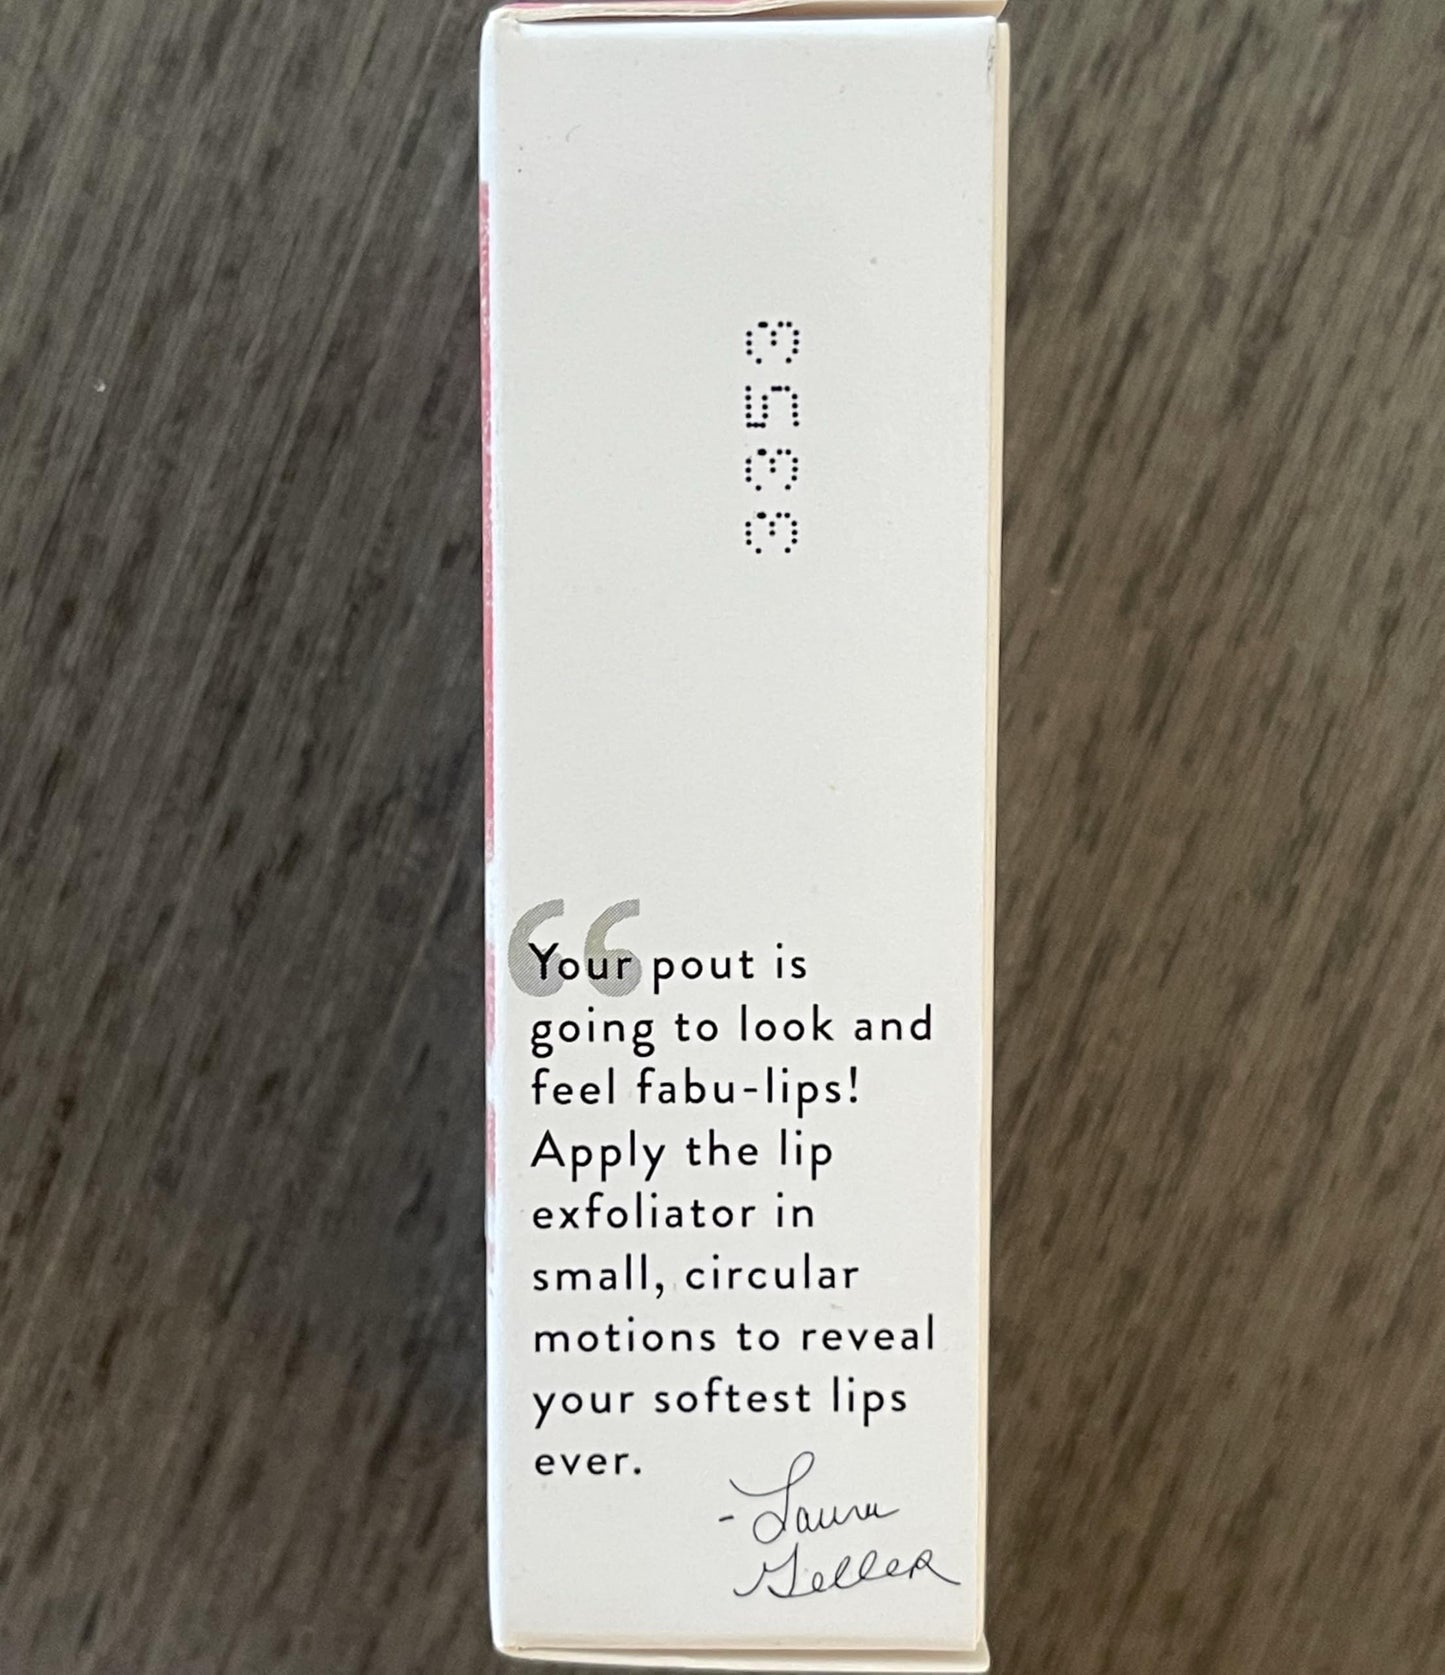 3353
Your pout is
going to look and
feel fabu-lips!
Apply the lip
exfoliator in
small, circular
motions to reveal
your softest lips
ever.
- Laura
Geller